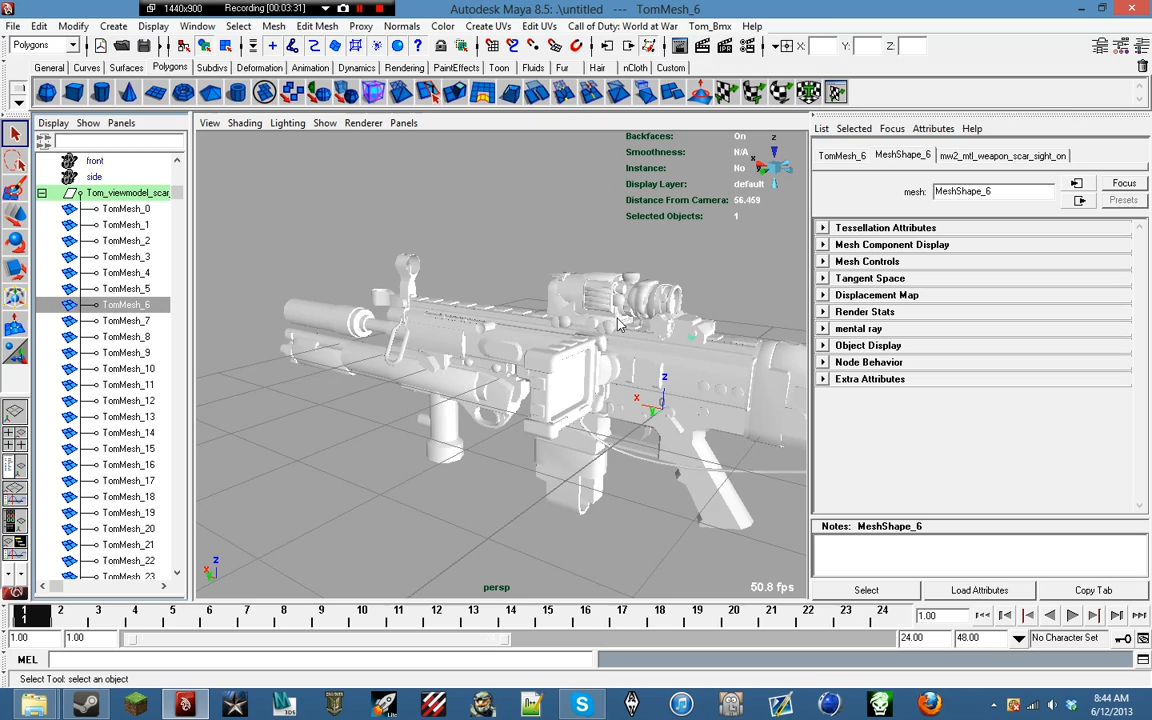 1440x900 Recording [00:03:31] Autodesk Maya 8.5: .\untitled --- TomMesh_6
File Edit Modify Create Display Window Select Mesh Edit Mesh Proxy Normals Color Create UVs Edit UVs Call of Duty: World at War Tom_Bmx Help
Polygons X: Y: Z:
General Curves Surfaces Polygons Subdivs Deformation Animation Dynamics Rendering PaintEffects Toon Fluids Fur Hair nCloth Custom
Display Show Panels
View Shading Lighting Show Renderer Panels
List Selected Focus Attributes Help
front
side
Tom_viewmodel_scar
TomMesh_0
TomMesh_1
TomMesh_2
TomMesh_3
TomMesh_4
TomMesh_5
TomMesh_6
TomMesh_7
TomMesh_8
TomMesh_9
TomMesh_10
TomMesh_11
TomMesh_12
TomMesh_13
TomMesh_14
TomMesh_15
TomMesh_16
TomMesh_17
TomMesh_18
TomMesh_19
TomMesh_20
TomMesh_21
TomMesh_22
TomMesh_23
Backfaces: On
Smoothness: N/A
Instance: No
Display Layer: default
Distance From Camera: 56.459
Selected Objects: 1
z
x
z
x
y
z
x
y
persp
50.8 fps
TomMesh_6 MeshShape_6 mw2_mtl_weapon_scar_sight_on
mesh: MeshShape_6
Focus
Presets
Tessellation Attributes
Mesh Component Display
Mesh Controls
Tangent Space
Displacement Map
Render Stats
mental ray
Object Display
Node Behavior
Extra Attributes
Notes: MeshShape_6
Select Load Attributes Copy Tab
1 2 3 4 5 6 7 8 9 10 11 12 13 14 15 16 17 18 19 20 21 22 23 24
1
1.00
1.00 1.00 24.00 48.00 No Character Set
MEL
Select Tool: select an object
8:44 AM
6/12/2013